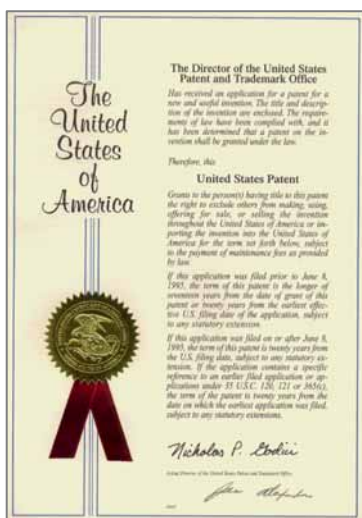 The
United
States
of
America
The Director of the United States
Patent and Trademark Office
Has received an application for a patent for a
new and useful invention. The title and descrip-
tion of the invention are enclosed. The require-
ments of law have been complied with, and it
has been determined that a patent on the in-
vention shall be granted under the law.
Therefore, this
United States Patent
Grants to the person(s) having title to this patent
the right to exclude others from making, using,
offering for sale, or selling the invention
throughout the United States of America or im-
porting the invention into the United States of
America for the term set forth below, subject
to the payment of maintenance fees as provided
by law.
If this application was filed prior to June 8,
1995, the term of this patent is the longer of
seventeen years from the date of grant of this
patent or twenty years from the earliest effec-
tive U.S. filing date of the application, subject
to any statutory extension.
If this application was filed on or after June 8,
1995, the term of this patent is twenty years from
the U.S. filing date, subject to any statutory ex-
tension. If the application contains a specific
reference to an earlier filed application or ap-
plications under 35 U.S.C. 120, 121 or 365(c),
the term of the patent is twenty years from the
date on which the earliest application was filed,
subject to any statutory extensions.
Nicholas P. Godici
Acting Director of the United States Patent and Trademark Office